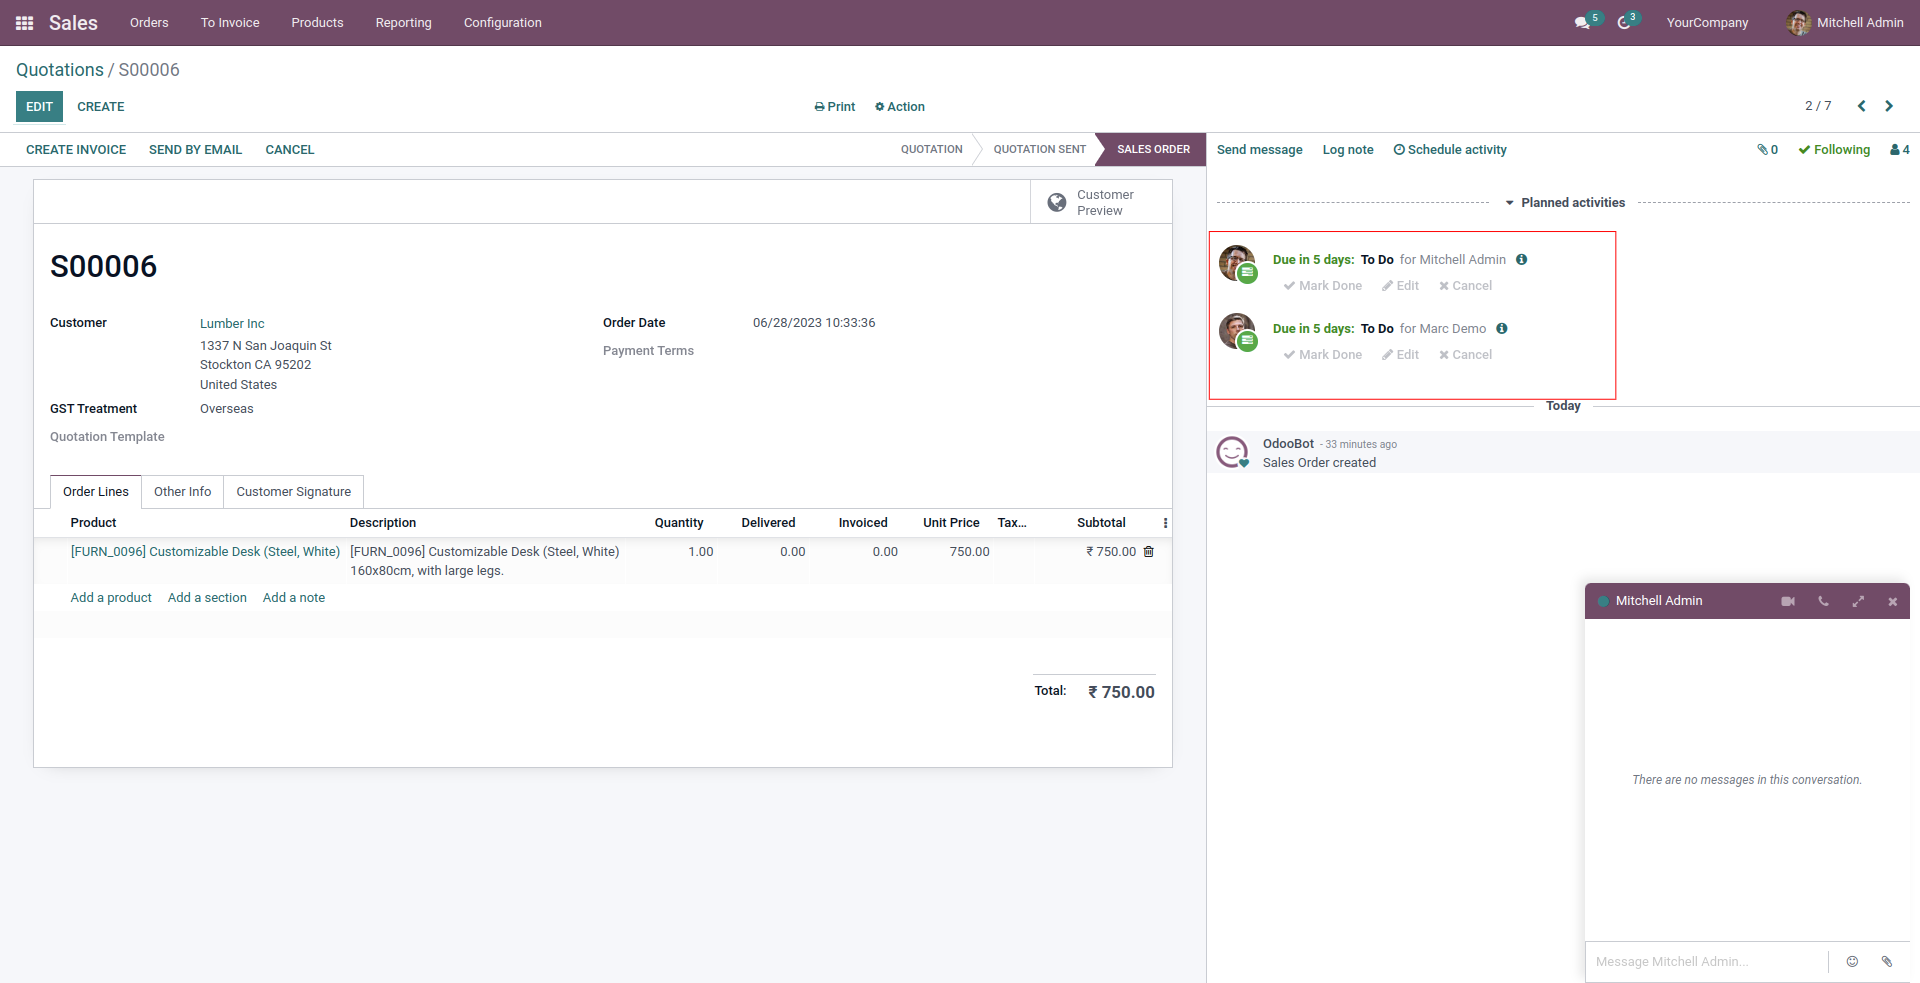 Sales Orders To Invoice Products Reporting Configuration 5 3 YourCompany Mitchell Admin
Quotations / S00006
EDIT CREATE Print Action 2 / 7
CREATE INVOICE SEND BY EMAIL CANCEL QUOTATION QUOTATION SENT SALES ORDER
Customer
Preview
S00006
Customer Lumber Inc
1337 N San Joaquin St
Stockton CA 95202
United States
Order Date 06/28/2023 10:33:36
Payment Terms
GST Treatment Overseas
Quotation Template
Order Lines Other Info Customer Signature
Product Description Quantity Delivered Invoiced Unit Price Tax... Subtotal
[FURN_0096] Customizable Desk (Steel, White) [FURN_0096] Customizable Desk (Steel, White) 1.00 0.00 0.00 750.00 ₹ 750.00
160x80cm, with large legs.
Add a product Add a section Add a note
Total: ₹ 750.00
Send message Log note Schedule activity 0 Following 4
Planned activities
Due in 5 days: To Do for Mitchell Admin
Mark Done Edit Cancel
Due in 5 days: To Do for Marc Demo
Mark Done Edit Cancel
Today
OdooBot - 33 minutes ago
Sales Order created
Mitchell Admin
There are no messages in this conversation.
Message Mitchell Admin...